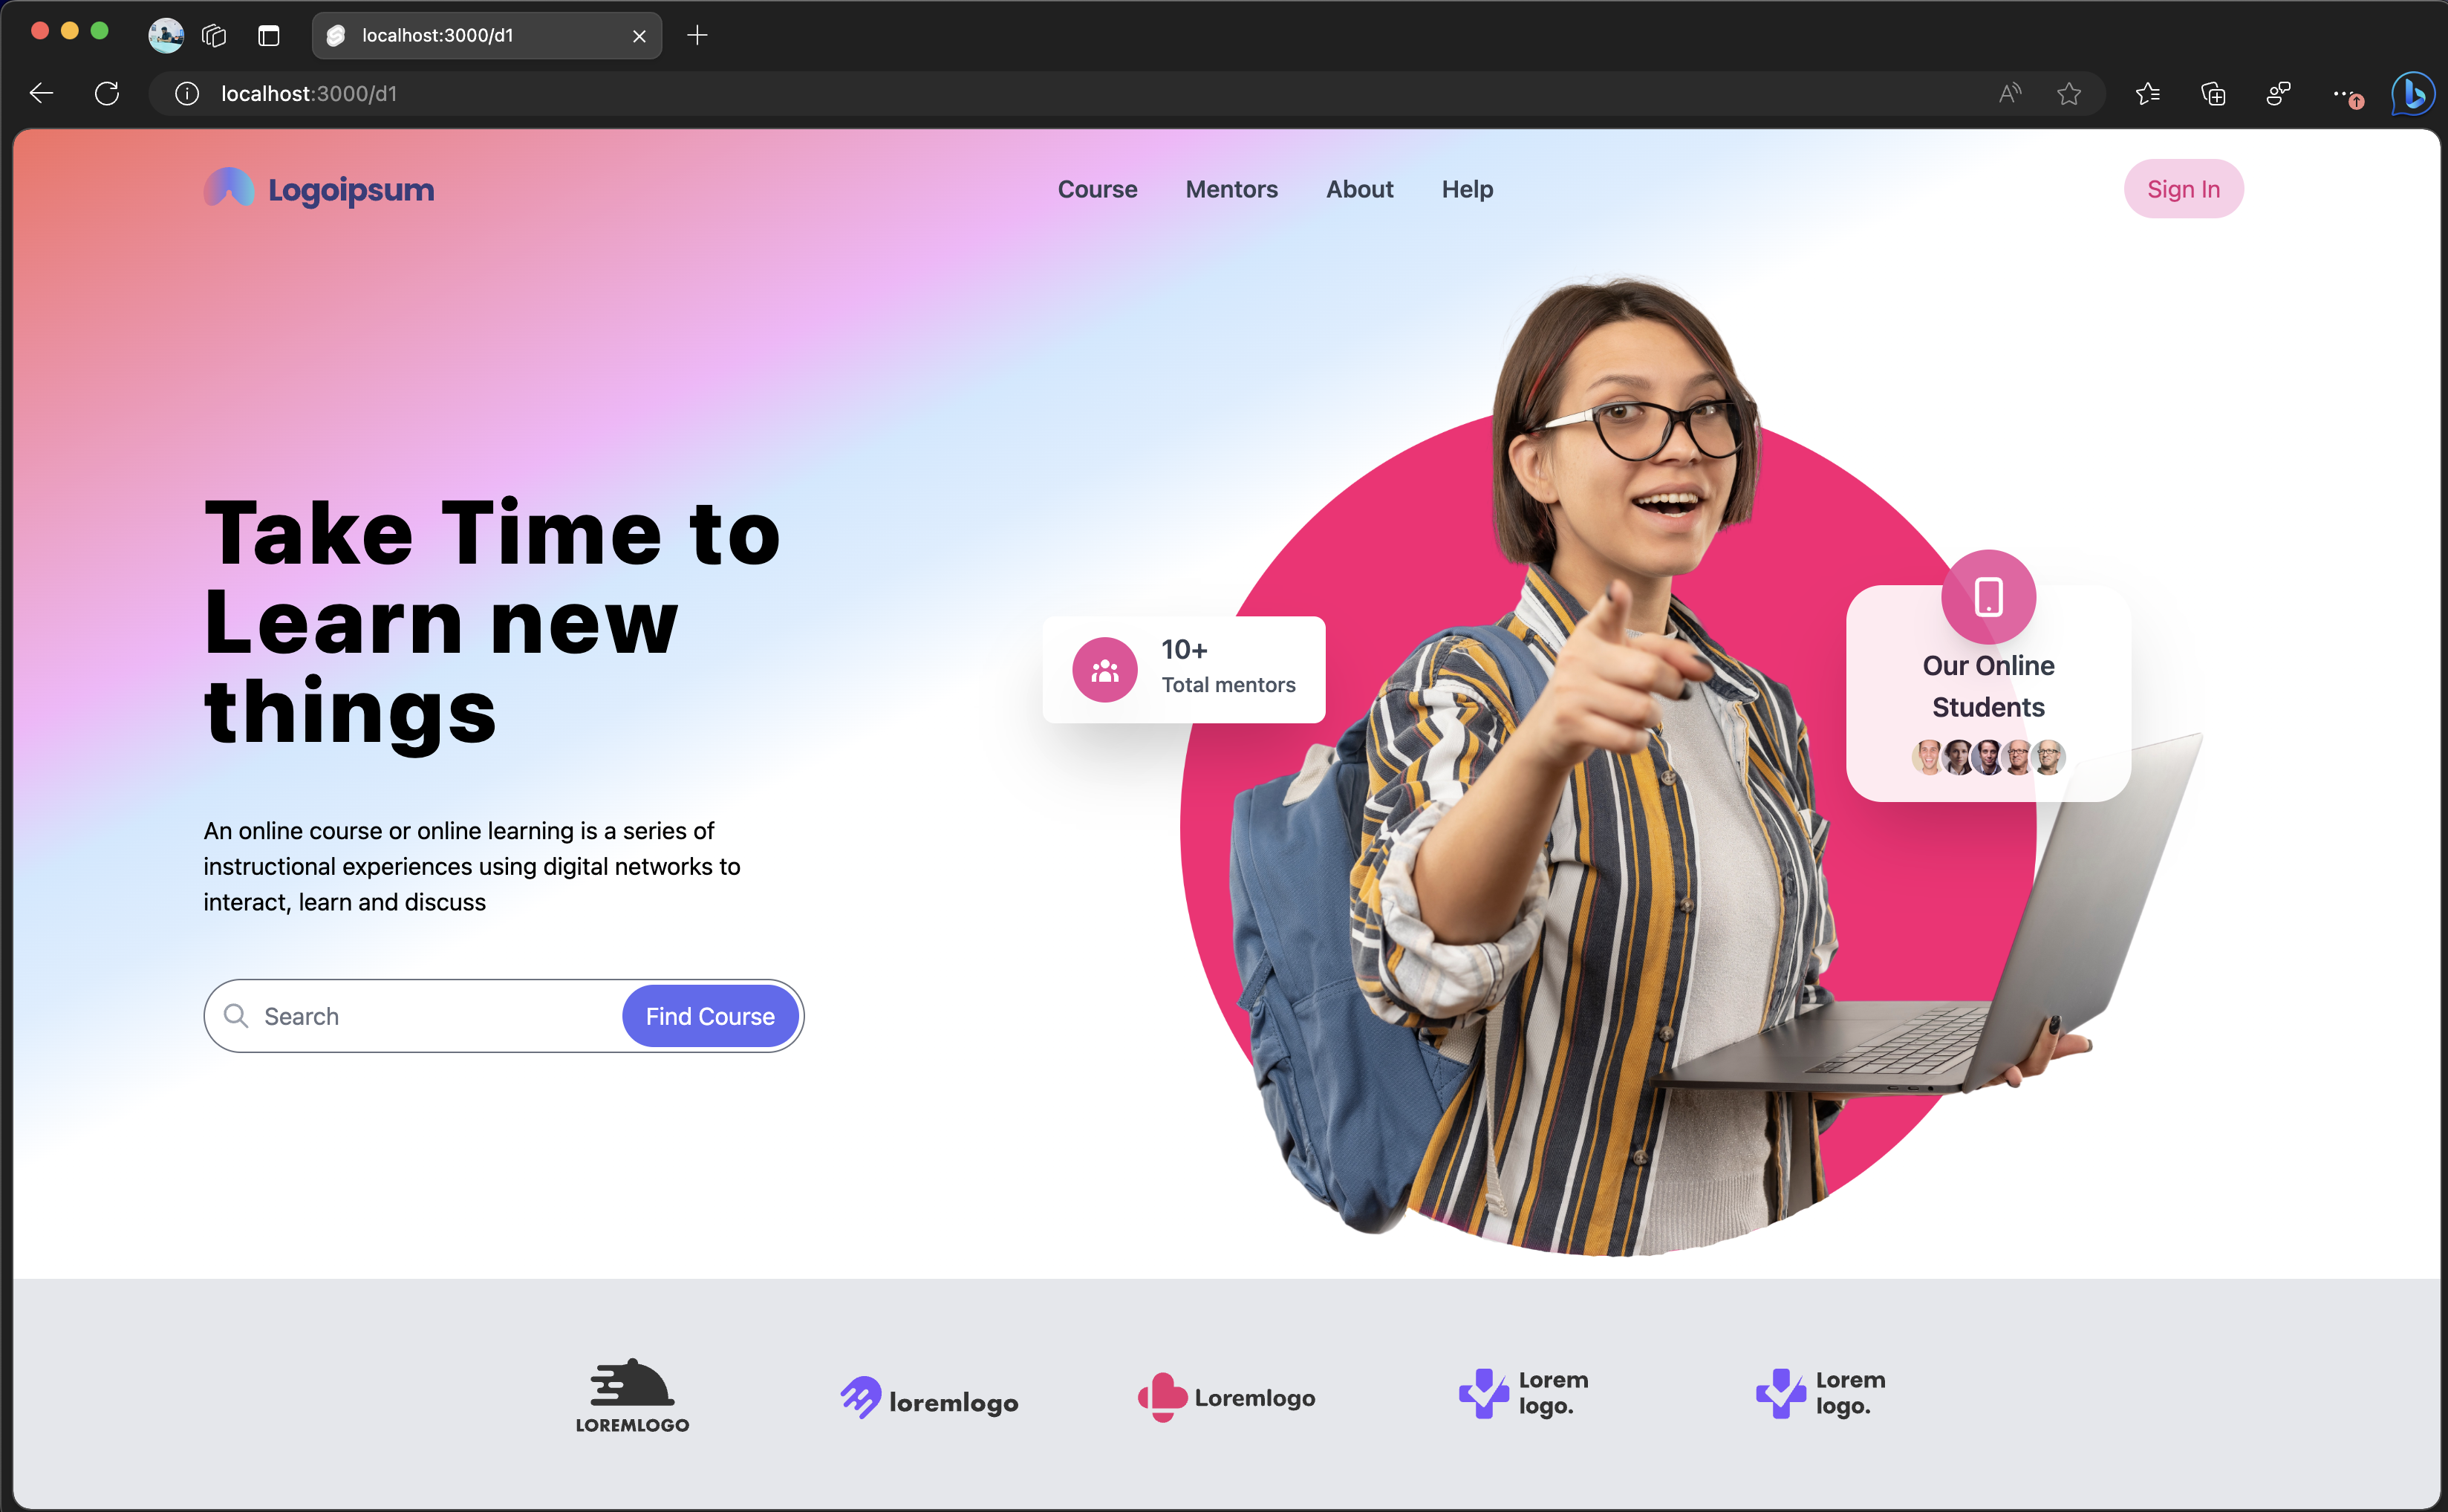 localhost:3000/d1
localhost:3000/d1
Logoipsum
Course
Mentors
About
Help
Sign In
Take Time to
Learn new
things
10+
Total mentors
Our Online
Students
An online course or online learning is a series of
instructional experiences using digital networks to
interact, learn and discuss
Search
Find Course
LOREMLOGO
loremlogo
Loremlogo
Lorem
logo.
Lorem
logo.